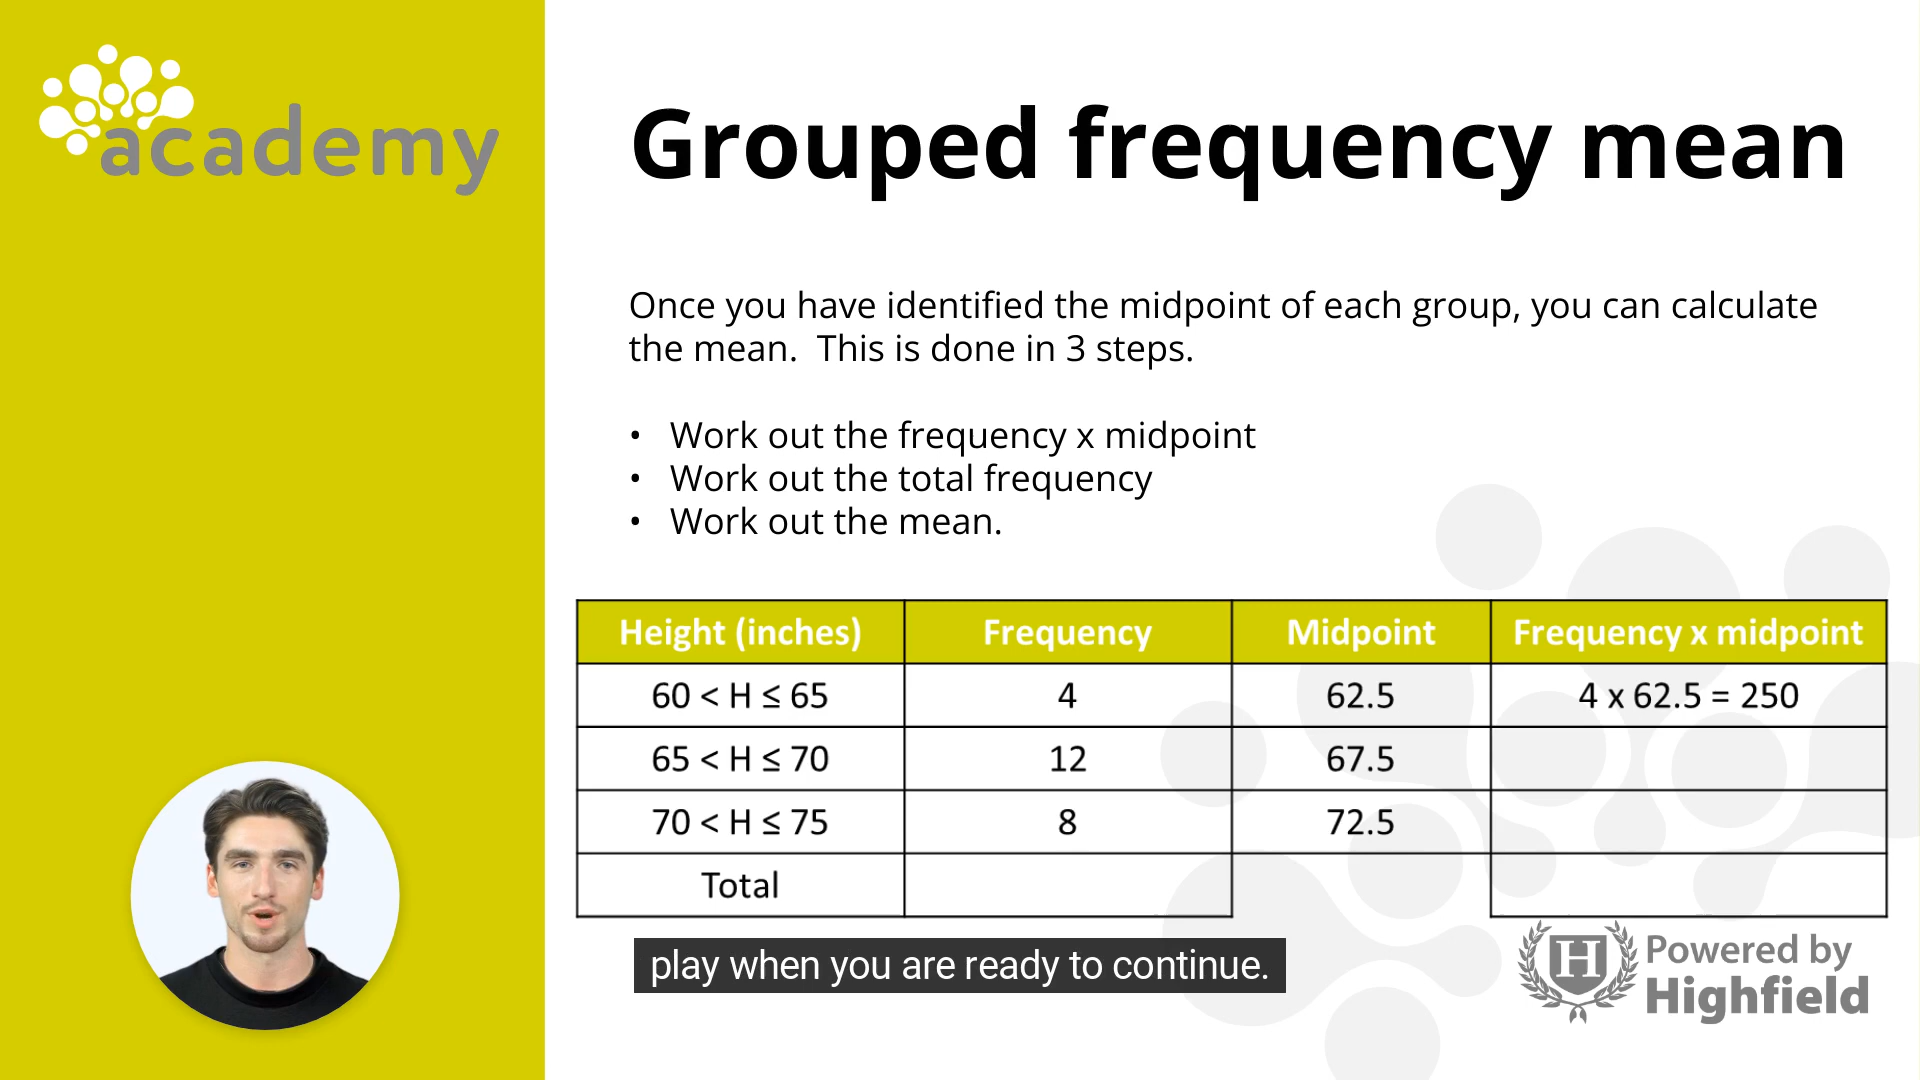 academy
Grouped frequency mean
Once you have identified the midpoint of each group, you can calculate
the mean.  This is done in 3 steps.
• Work out the frequency x midpoint
• Work out the total frequency
• Work out the mean.
Height (inches) Frequency Midpoint Frequency x midpoint
60 < H ≤ 65 4 62.5 4 x 62.5 = 250
65 < H ≤ 70 12 67.5
70 < H ≤ 75 8 72.5
Total
play when you are ready to continue.
H
Powered by
Highfield